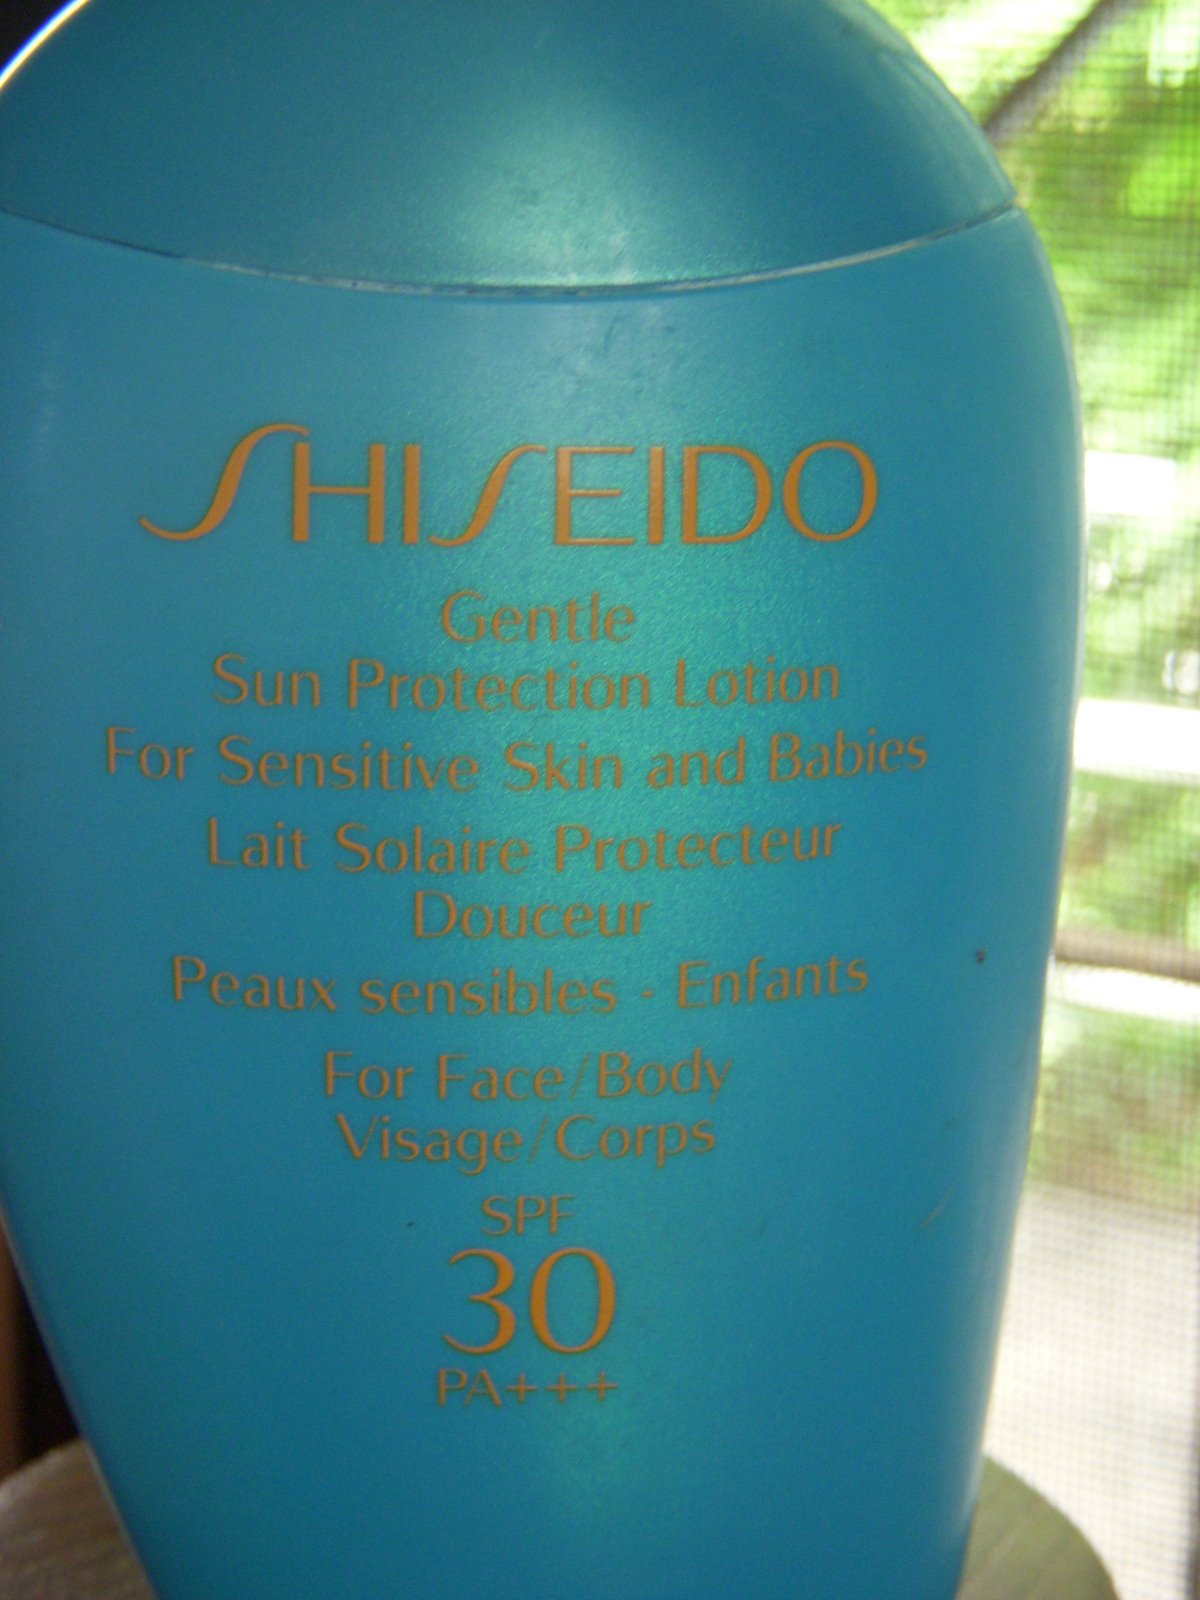 SHISEIDO
Gentle
Sun Protection Lotion
For Sensitive Skin and Babies
Lait Solaire Protecteur
Douceur
Peaux sensibles - Enfants
For Face/Body
Visage/Corps
SPF
30
PA+++